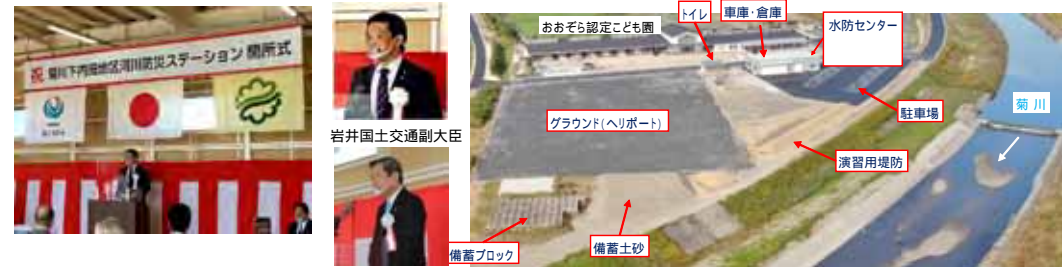 祝 菊川下内田地区河川防災ステーション 開所式
岩井国土交通副大臣
おおぞら認定こども園
トイレ
車庫・倉庫
水防センター
グラウンド(ヘリポート)
駐車場
菊川
演習用堤防
備蓄ブロック
備蓄土砂